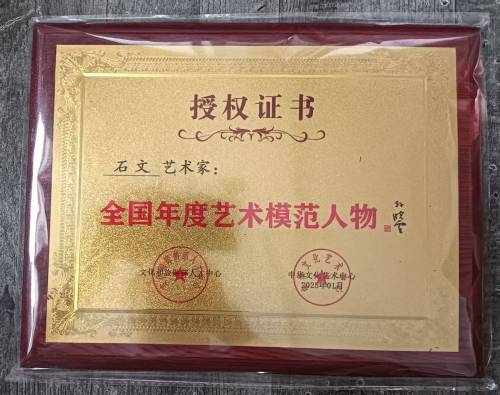 授权证书
石文 艺术家：
全国年度艺术模范人物
中华文化艺术中心
2025年01月